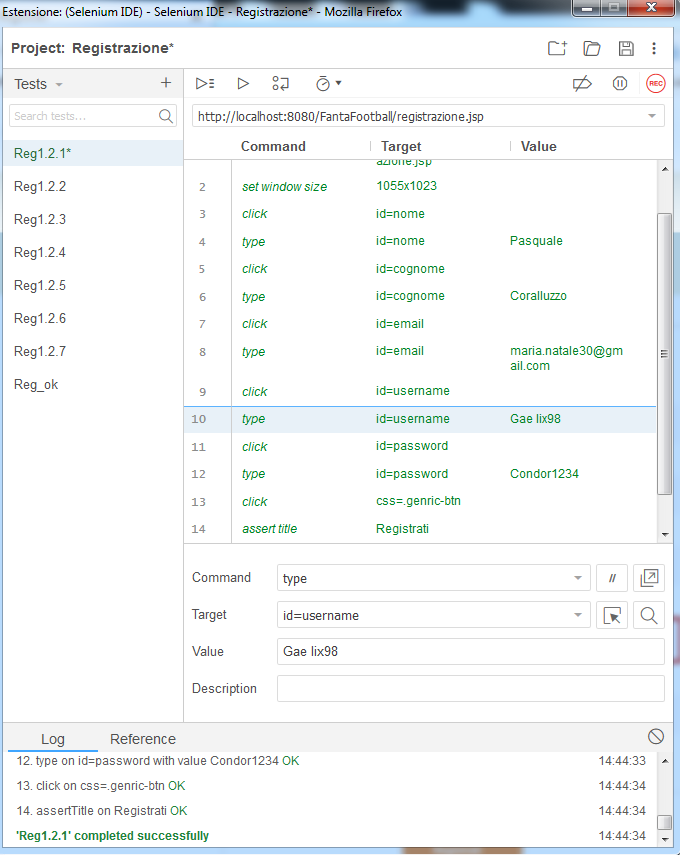 Estensione: (Selenium IDE) - Selenium IDE - Registrazione* - Mozilla Firefox
Project: Registrazione*
Tests
Search tests...
Reg1.2.1*
Reg1.2.2
Reg1.2.3
Reg1.2.4
Reg1.2.5
Reg1.2.6
Reg1.2.7
Reg_ok
REC
http://localhost:8080/FantaFootball/registrazione.jsp
Command Target Value
azione.jsp
2 set window size 1055x1023
3 click id=nome
4 type id=nome Pasquale
5 click id=cognome
6 type id=cognome Coralluzzo
7 click id=email
8 type id=email maria.natale30@gm
ail.com
9 click id=username
10 type id=username Gae lix98
11 click id=password
12 type id=password Condor1234
13 click css=.genric-btn
14 assert title Registrati
Command type //
Target id=username
Value Gae lix98
Description
Log Reference
12. type on id=password with value Condor1234 OK 14:44:33
13. click on css=.genric-btn OK 14:44:34
14. assertTitle on Registrati OK 14:44:34
'Reg1.2.1' completed successfully 14:44:34